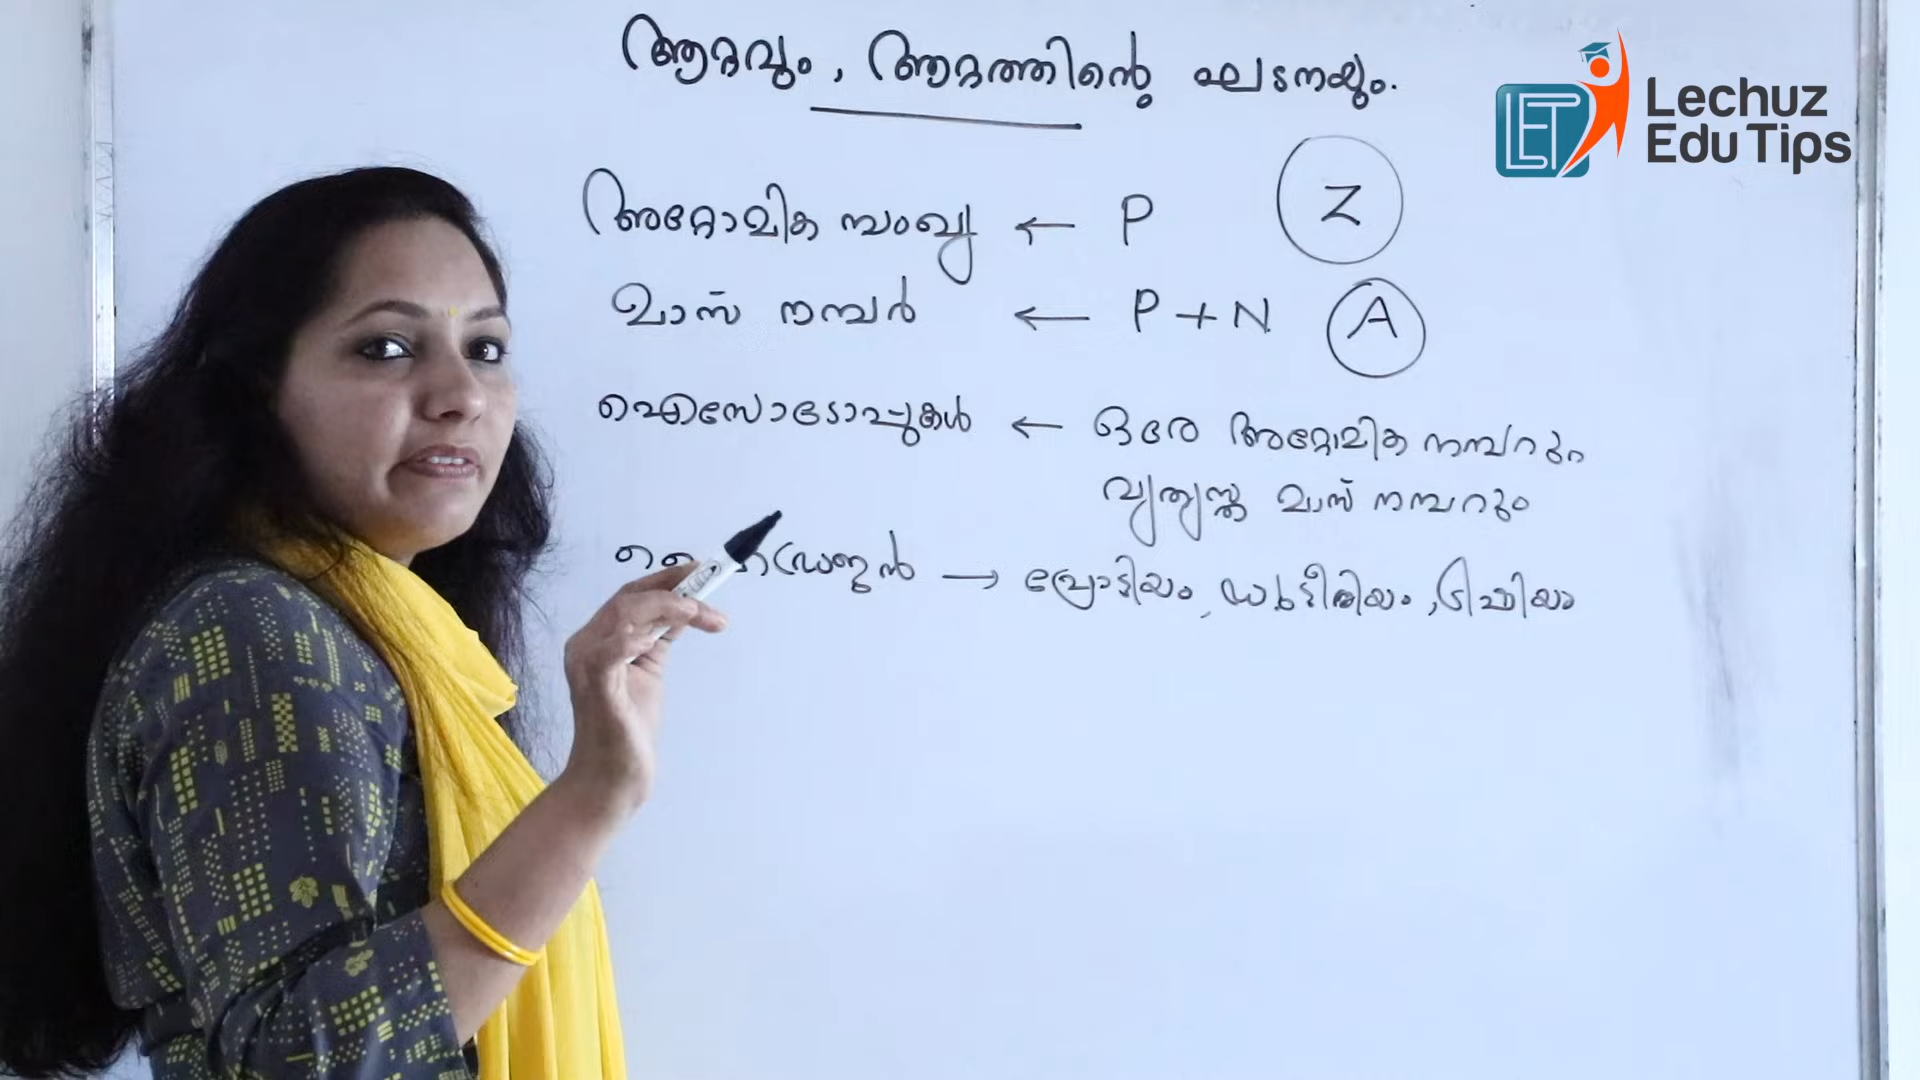 ആറ്റവും, ആറ്റത്തിന്റെ ഘടനയും.
Lechuz
Edu Tips
LET
അറ്റോമിക സംഖ്യ ← P Z
മാസ് നമ്പർ ← P + N A
ഐസോടോപ്പുകൾ ← ഒരേ അറ്റോമിക നമ്പറും
വ്യത്യസ്ത മാസ് നമ്പറും
→ പ്രോട്ടിയം, ഡ്യൂട്ടീരിയം,